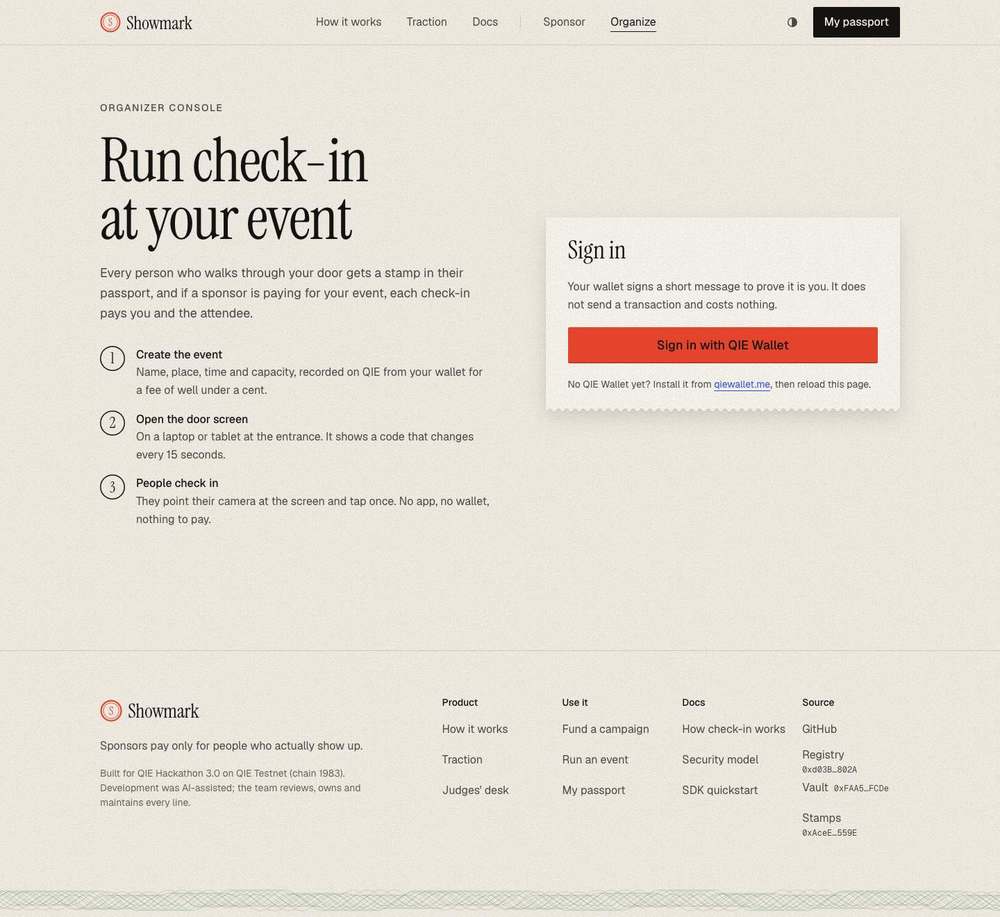 S Showmark
How it works Traction Docs Sponsor Organize
My passport
ORGANIZER CONSOLE
Run check-in
at your event
Every person who walks through your door gets a stamp in their
passport, and if a sponsor is paying for your event, each check-in
pays you and the attendee.
1 Create the event
Name, place, time and capacity, recorded on QIE from your wallet for
a fee of well under a cent.
2 Open the door screen
On a laptop or tablet at the entrance. It shows a code that changes
every 15 seconds.
3 People check in
They point their camera at the screen and tap once. No app, no wallet,
nothing to pay.
Sign in
Your wallet signs a short message to prove it is you. It does
not send a transaction and costs nothing.
Sign in with QIE Wallet
No QIE Wallet yet? Install it from qiewallet.me, then reload this page.
S Showmark
Sponsors pay only for people who actually show up.
Built for QIE Hackathon 3.0 on QIE Testnet (chain 1983).
Development was AI-assisted; the team reviews, owns and
maintains every line.
Product
How it works
Traction
Judges' desk
Use it
Fund a campaign
Run an event
My passport
Docs
How check-in works
Security model
SDK quickstart
Source
GitHub
Registry
0xd03B…802A
Vault 0xFAA5…FCDe
Stamps
0xAceE…559E